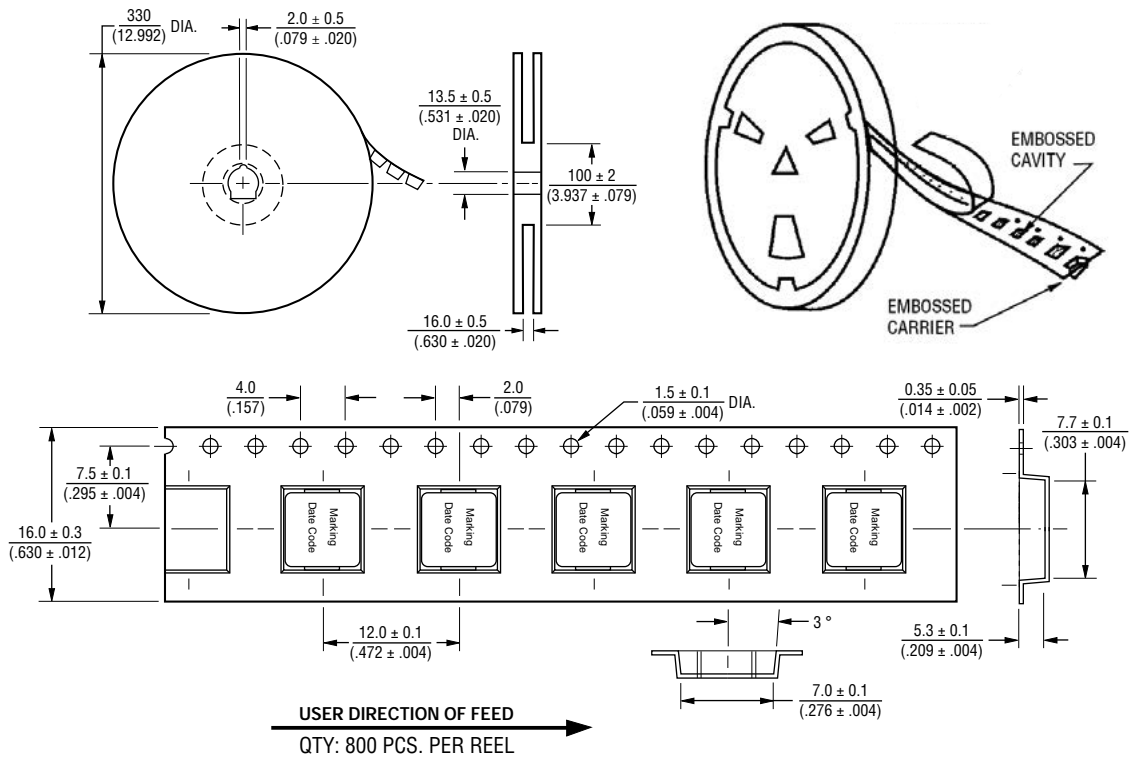 330
(12.992)
DIA.
2.0 ± 0.5
(.079 ± .020)
13.5 ± 0.5
(.531 ± .020)
DIA.
100 ± 2
(3.937 ± .079)
16.0 ± 0.5
(.630 ± .020)
EMBOSSED
CAVITY
EMBOSSED
CARRIER
4.0
(.157)
2.0
(.079)
1.5 ± 0.1
(.059 ± .004)
DIA.
0.35 ± 0.05
(.014 ± .002)
7.7 ± 0.1
(.303 ± .004)
7.5 ± 0.1
(.295 ± .004)
16.0 ± 0.3
(.630 ± .012)
Marking
Date Code
Marking
Date Code
Marking
Date Code
Marking
Date Code
Marking
Date Code
12.0 ± 0.1
(.472 ± .004)
3 °
5.3 ± 0.1
(.209 ± .004)
7.0 ± 0.1
(.276 ± .004)
USER DIRECTION OF FEED
QTY: 800 PCS. PER REEL